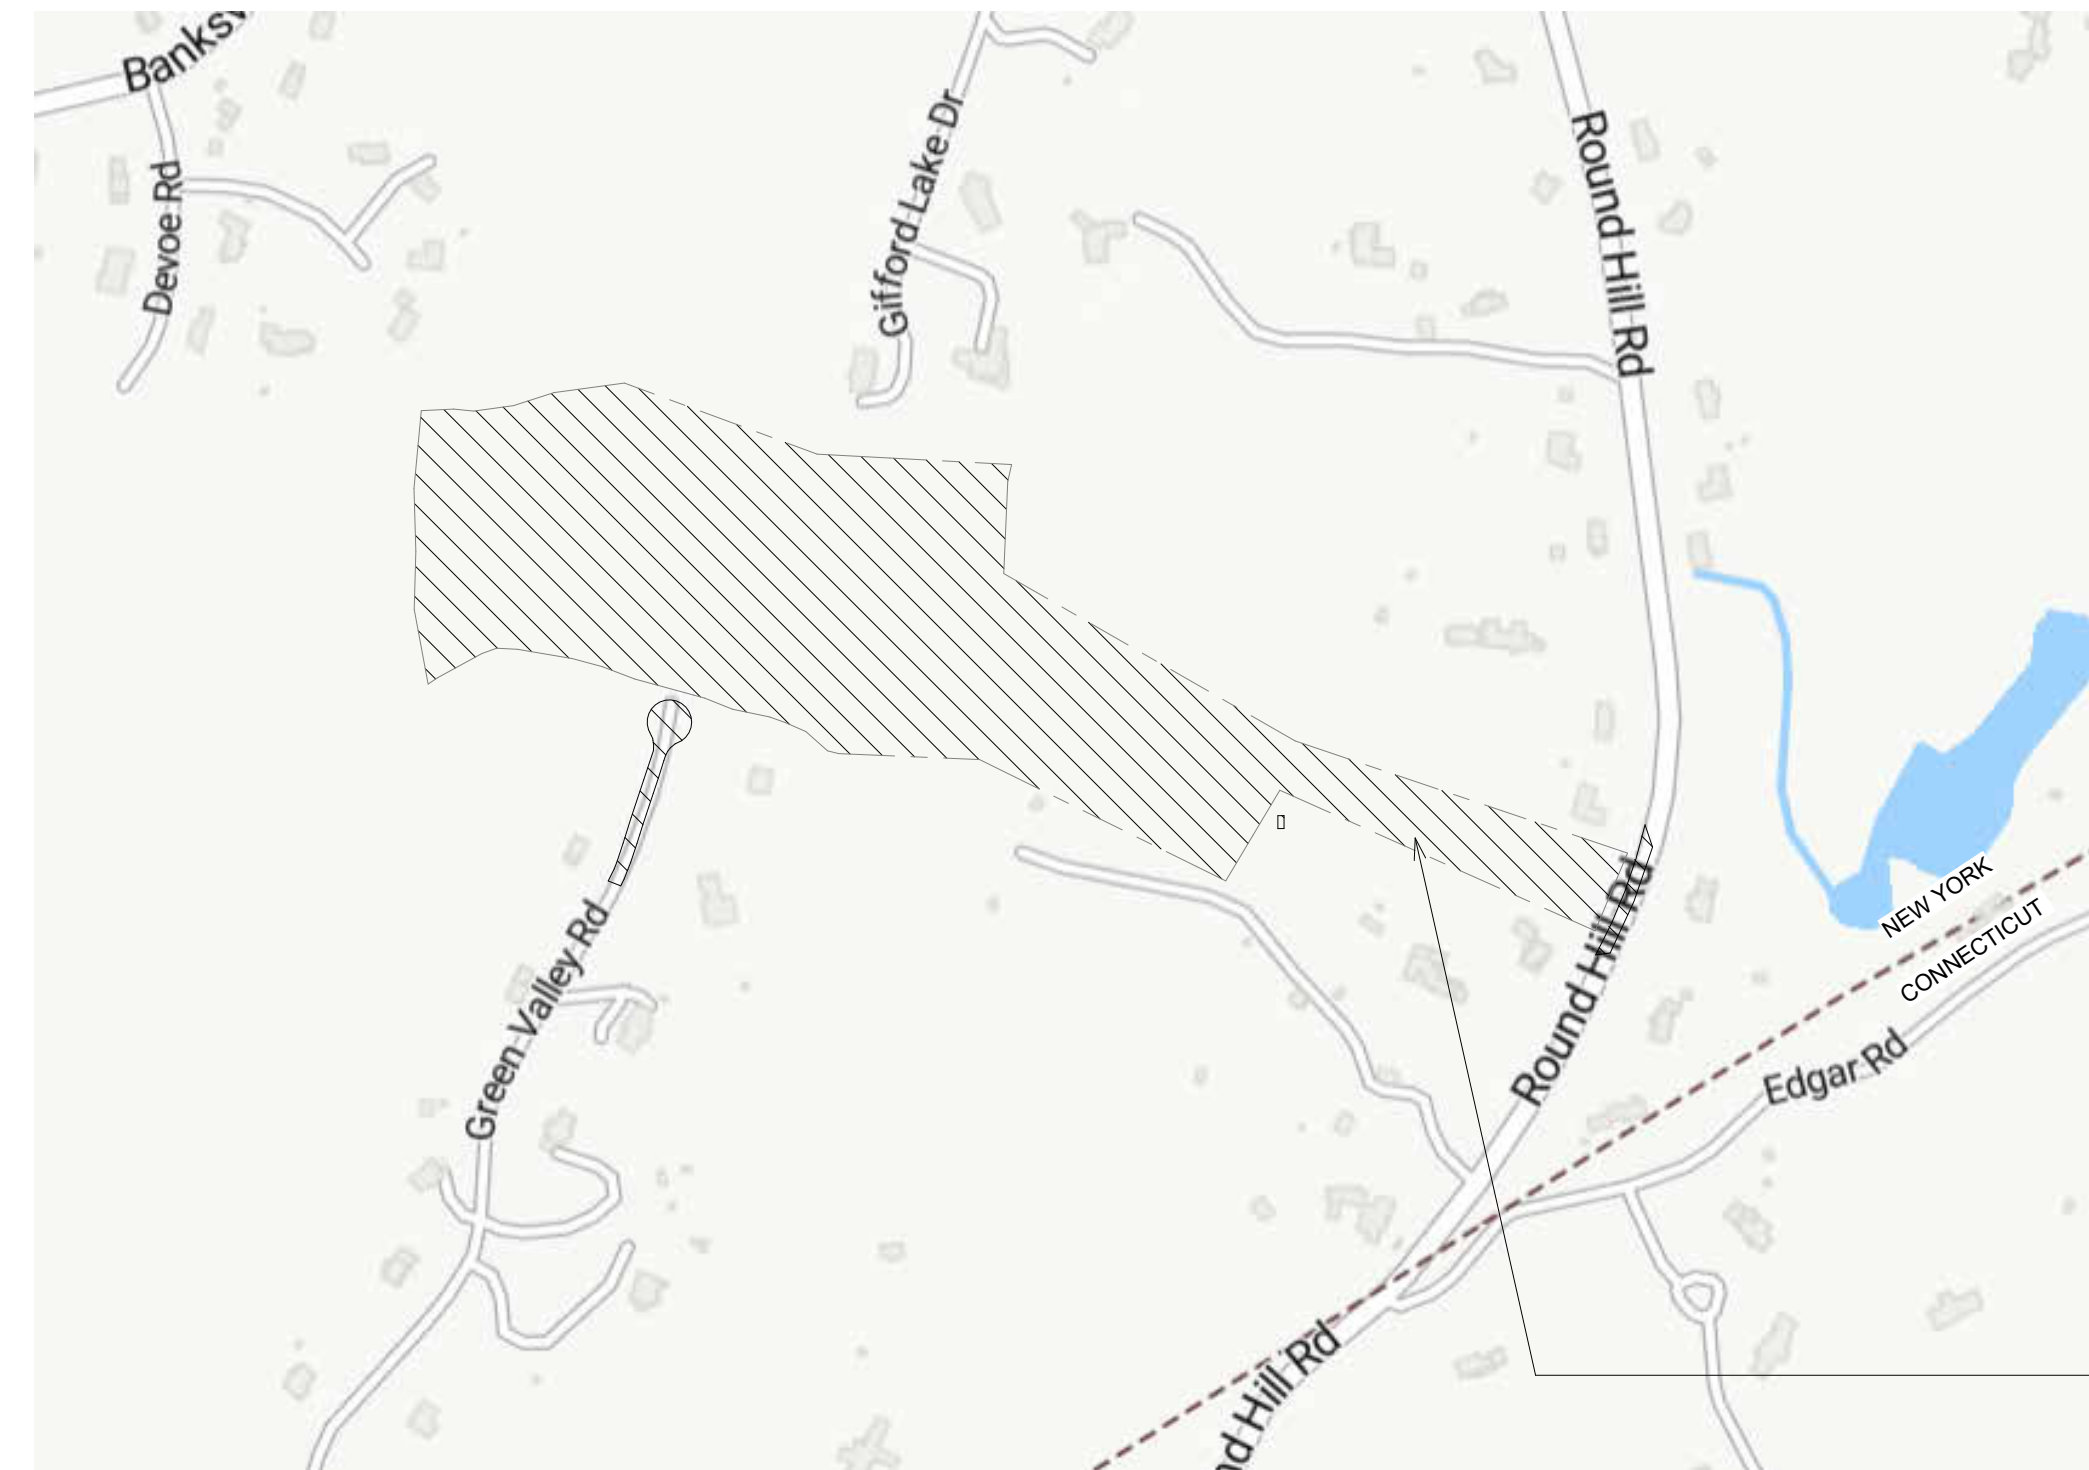 Banksv
Devoe Rd
Gifford Lake Dr
Round Hill Rd
Green Valley Rd
Round Hill Rd
NEW YORK
CONNECTICUT
Edgar Rd
nd Hill Rd